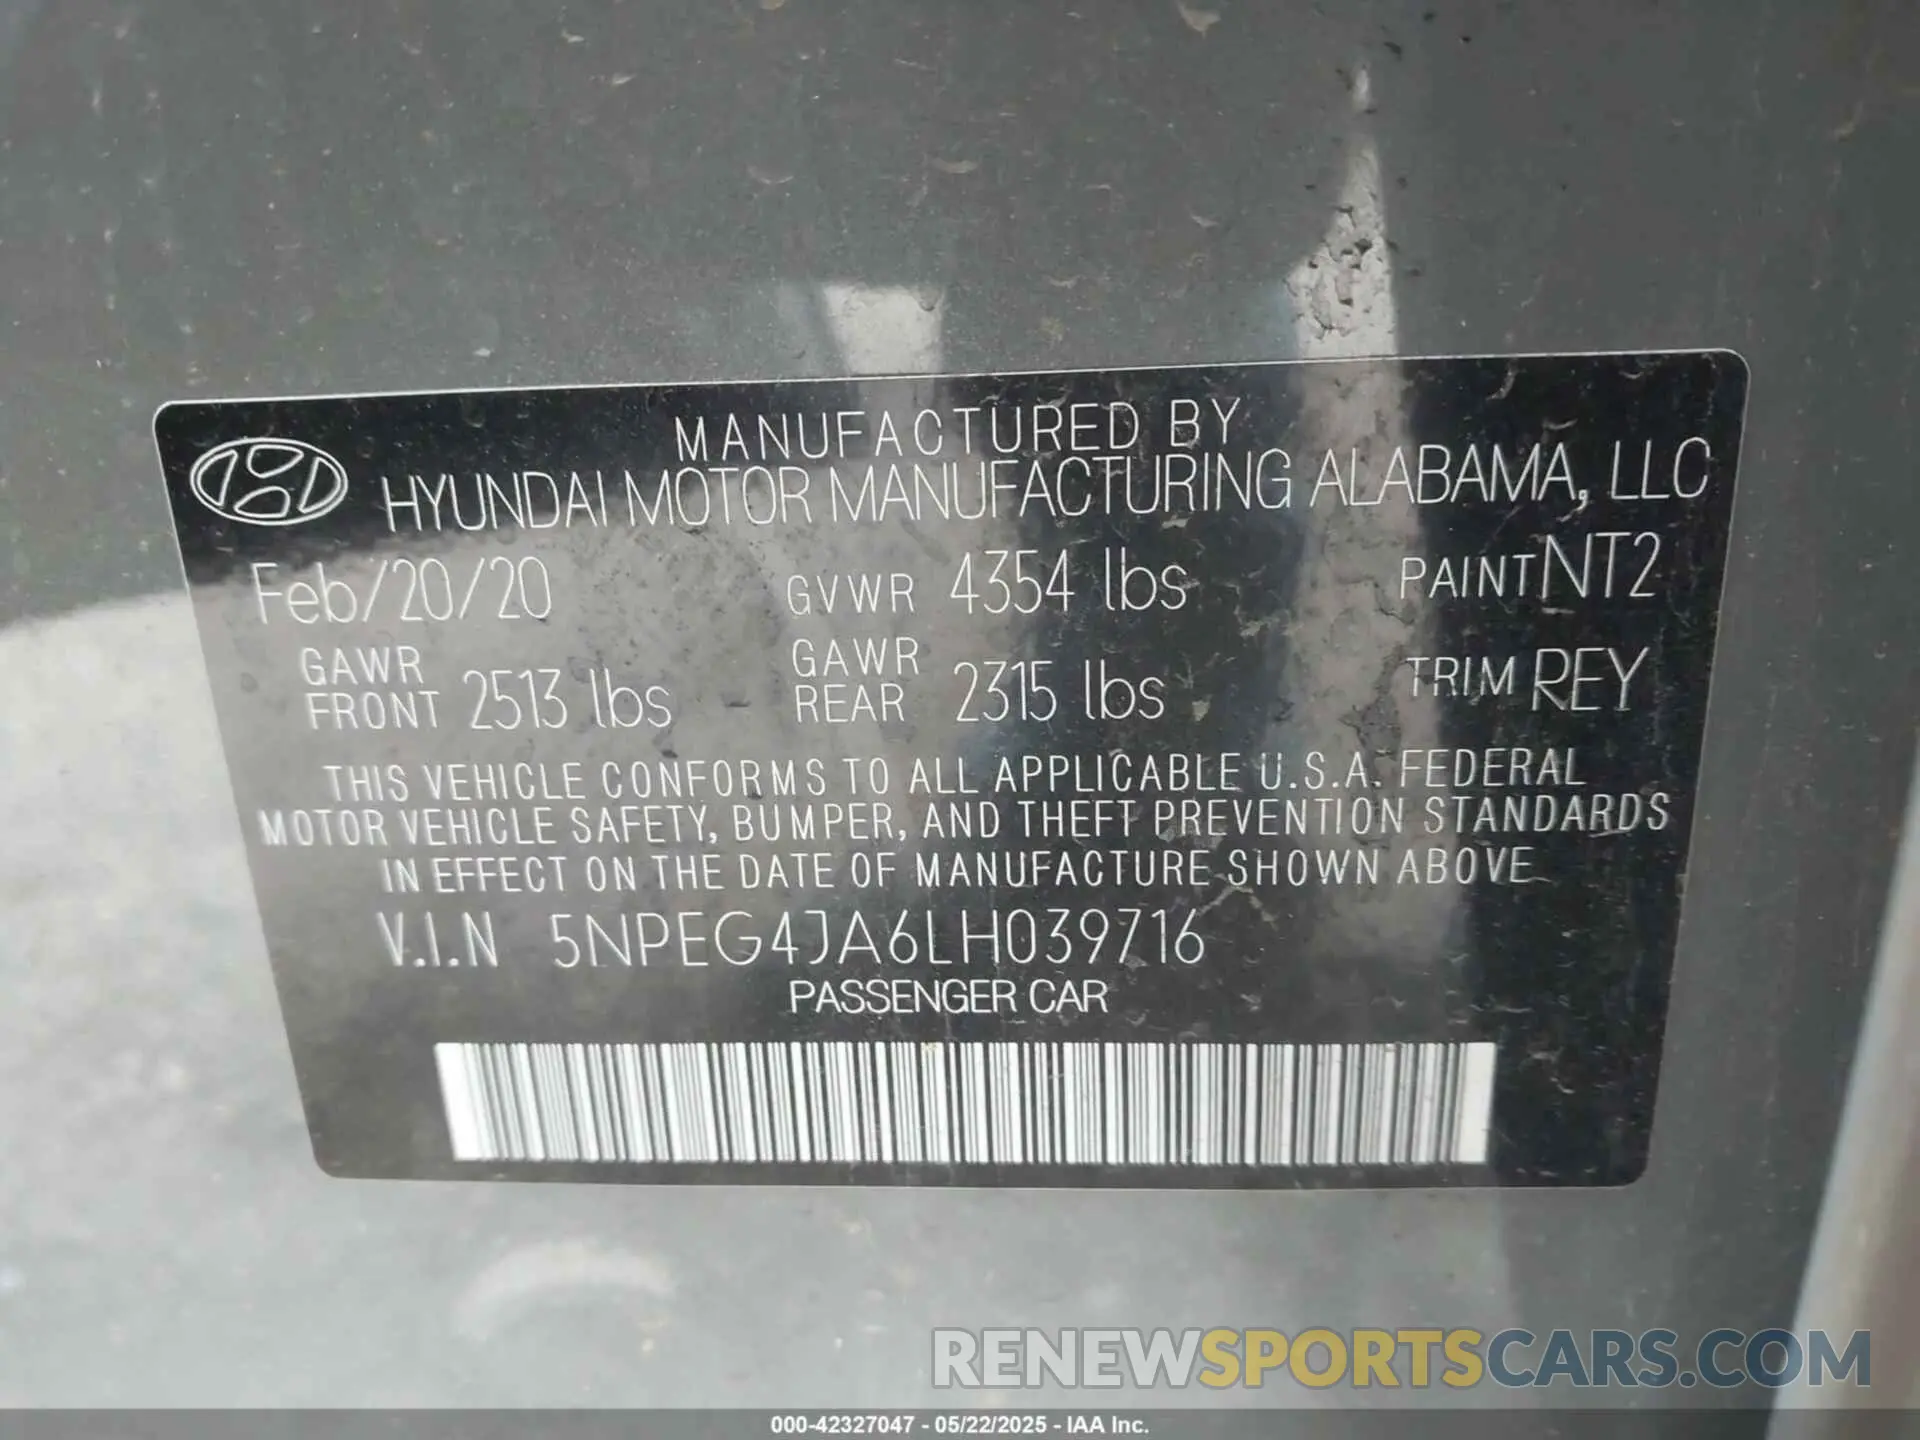 MANUFACTURED BY
HYUNDAI MOTOR MANUFACTURING ALABAMA, LLC
Feb/20/20 GVWR 4354 lbs PAINT NT2
GAWR FRONT 2513 lbs GAWR REAR 2315 lbs TRIM REY
THIS VEHICLE CONFORMS TO ALL APPLICABLE U.S.A. FEDERAL
MOTOR VEHICLE SAFETY, BUMPER, AND THEFT PREVENTION STANDARDS
IN EFFECT ON THE DATE OF MANUFACTURE SHOWN ABOVE
V.I.N 5NPEG4JA6LH039716
PASSENGER CAR
RENEWSPORTSCARS.COM
000-42327047 - 05/22/2025 - IAA Inc.